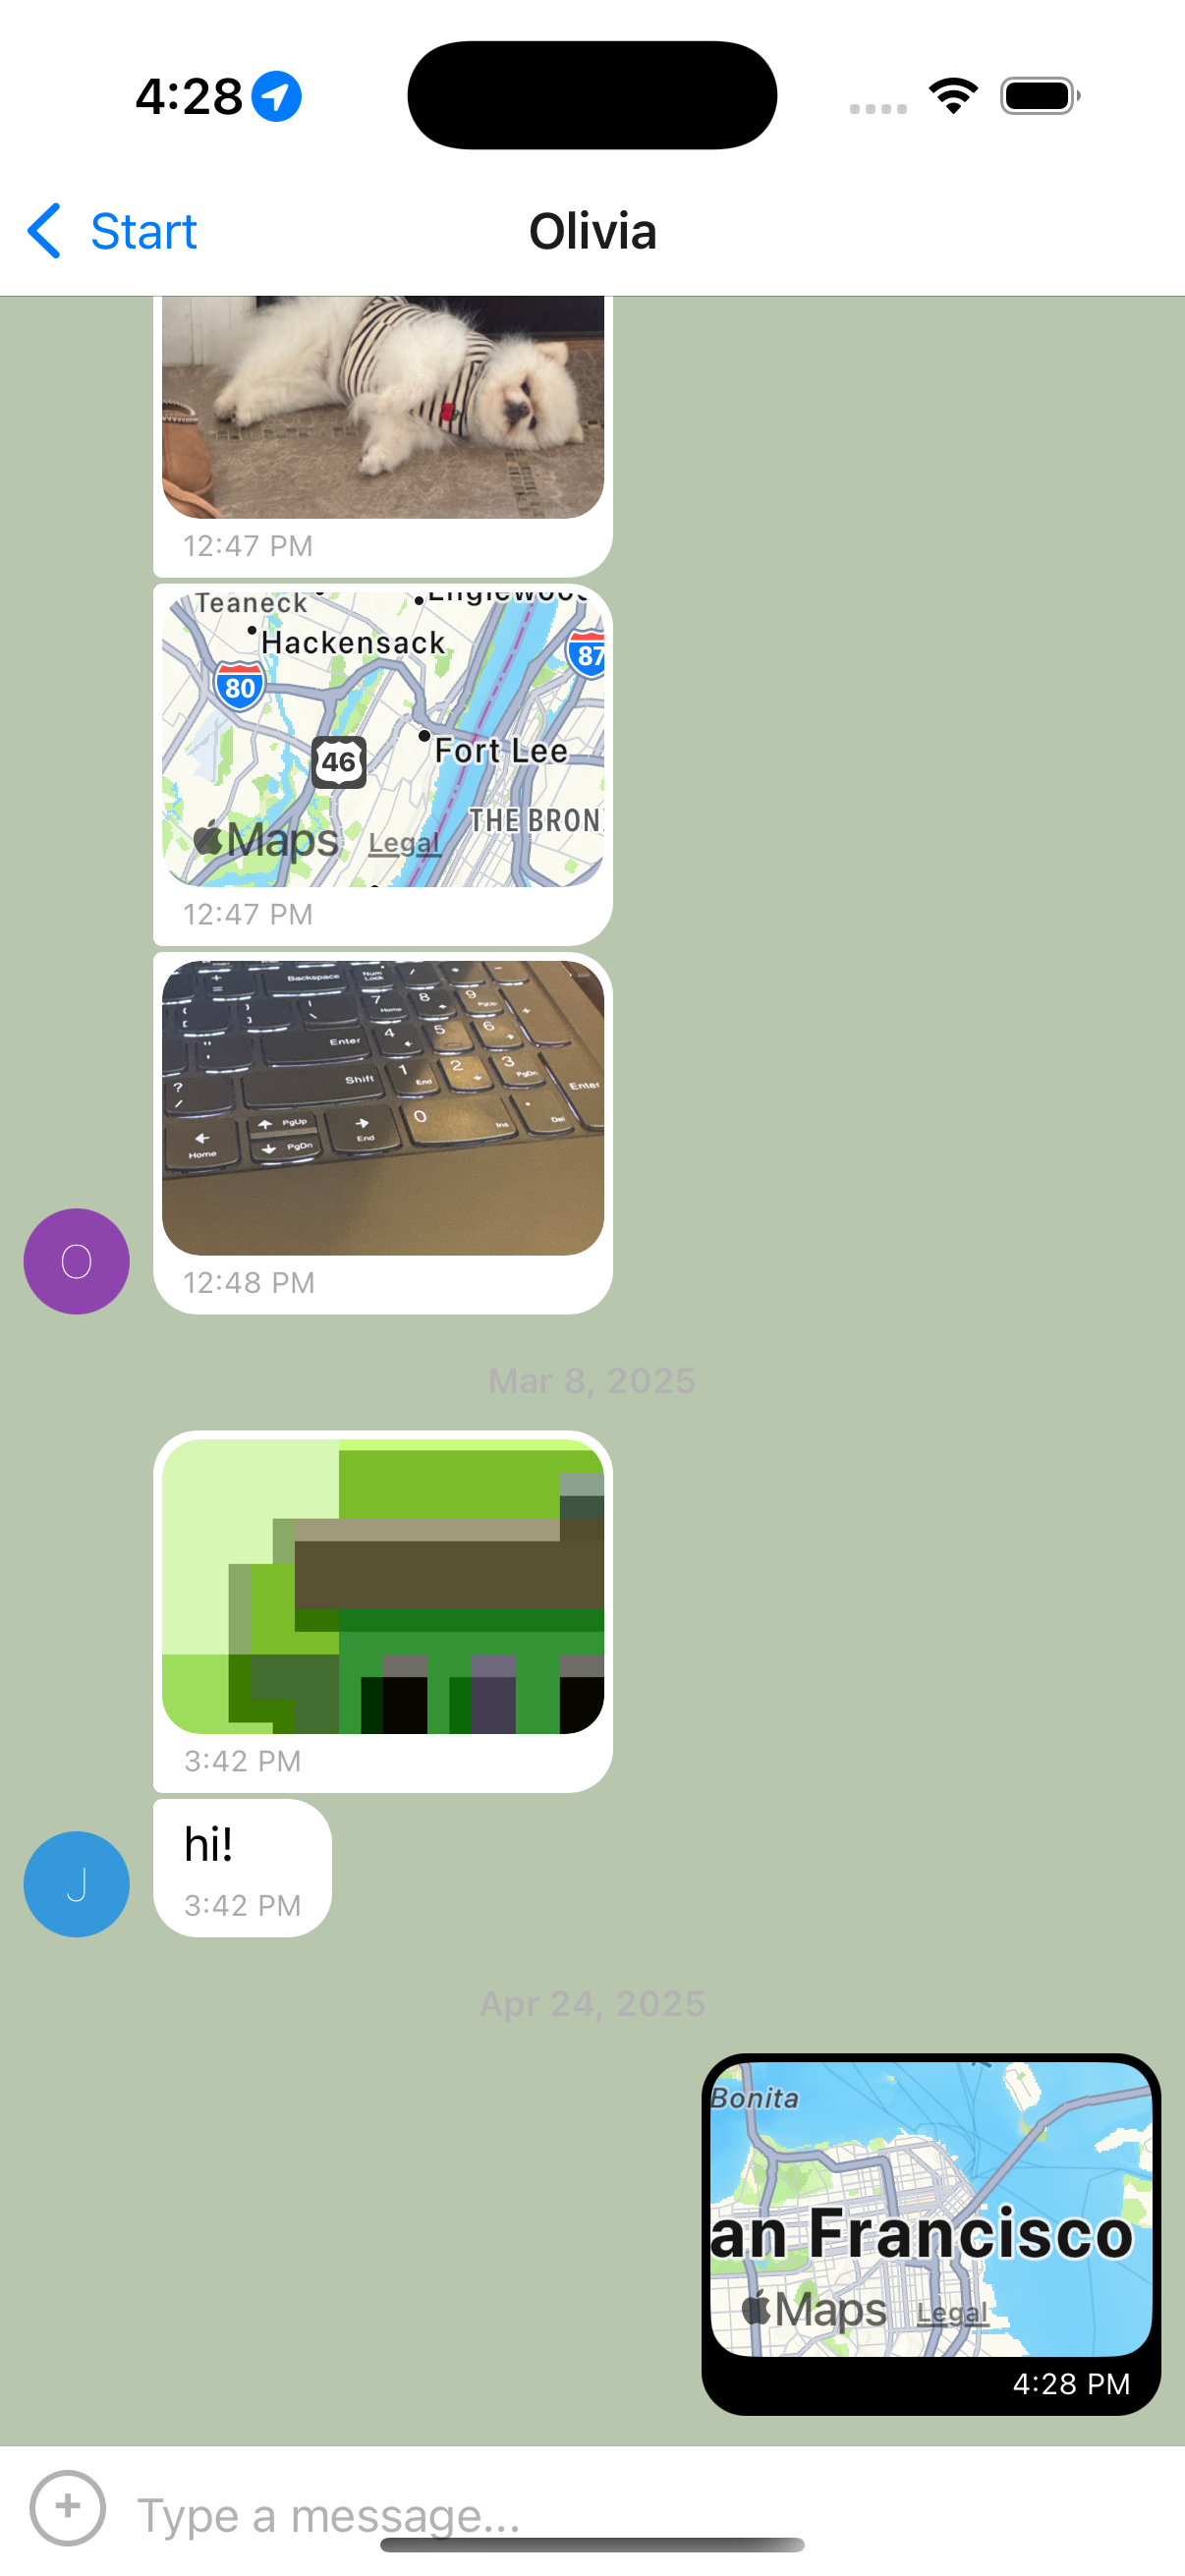 4:28
Start
Olivia
12:47 PM
Teaneck
Hackensack
80
87
46
Fort Lee
Maps
Legal
12:47 PM
+
=
Backspace
Num
Lock
/
*
-
{
[
}
]
|
\
7
Home
8
9
PgUp
+
"
'
Enter
4
5
6
?
/
Shift
1
End
2
3
PgDn
Enter
Home
PgUp
PgDn
End
0
Ins
.
Del
O
12:48 PM
Mar 8, 2025
3:42 PM
hi!
J
3:42 PM
Apr 24, 2025
Bonita
an Francisco
Maps
Legal
4:28 PM
+
Type a message...